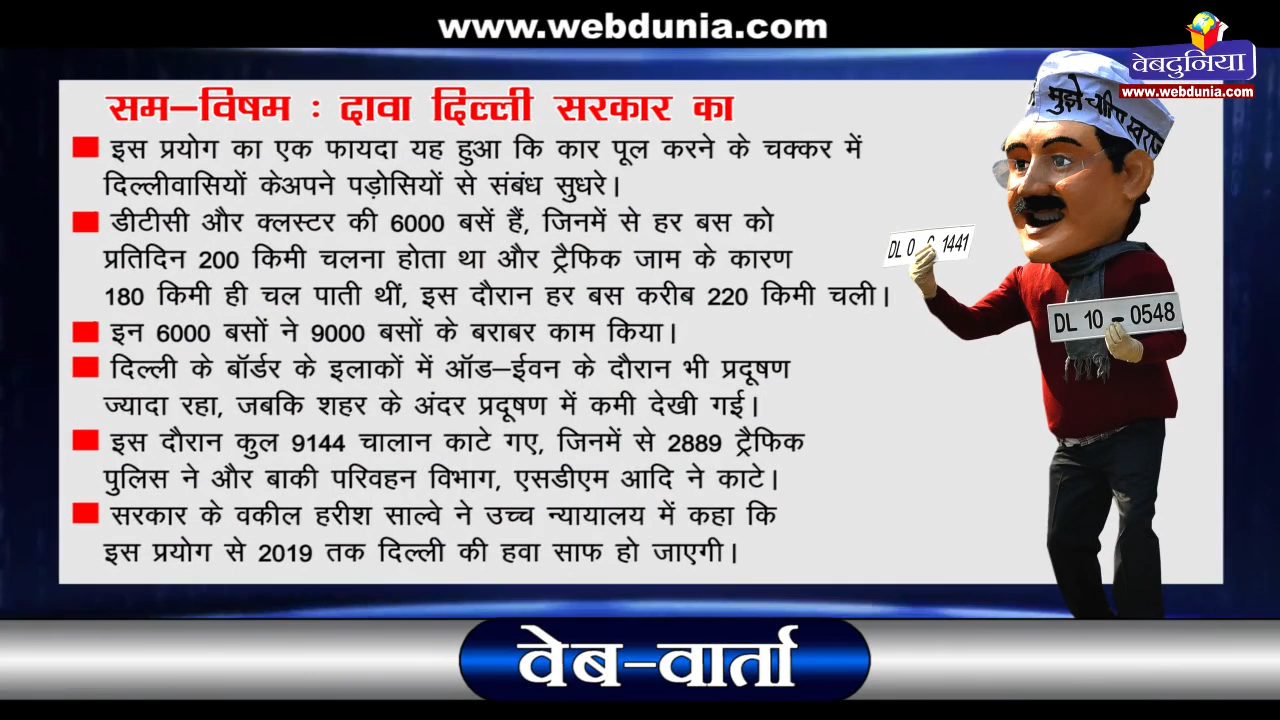 www.webdunia.com
वेबदुनिया
www.webdunia.com
सम–विषम : दावा दिल्ली सरकार का
इस प्रयोग का एक फायदा यह हुआ कि कार पूल करने के चक्कर में
दिल्लीवासियों केअपने पड़ोसियों से संबंध सुधरे।
डीटीसी और क्लस्टर की 6000 बसें हैं, जिनमें से हर बस को
प्रतिदिन 200 किमी चलना होता था और ट्रैफिक जाम के कारण
180 किमी ही चल पाती थीं, इस दौरान हर बस करीब 220 किमी चली।
इन 6000 बसों ने 9000 बसों के बराबर काम किया।
दिल्ली के बॉर्डर के इलाकों में ऑड–ईवन के दौरान भी प्रदूषण
ज्यादा रहा, जबकि शहर के अंदर प्रदूषण में कमी देखी गई।
इस दौरान कुल 9144 चालान काटे गए, जिनमें से 2889 ट्रैफिक
पुलिस ने और बाकी परिवहन विभाग, एसडीएम आदि ने काटे।
सरकार के वकील हरीश साल्वे ने उच्च न्यायालय में कहा कि
इस प्रयोग से 2019 तक दिल्ली की हवा साफ हो जाएगी।
मुझे
DL 0 1441
DL 10 - 0548
वेब–वार्ता